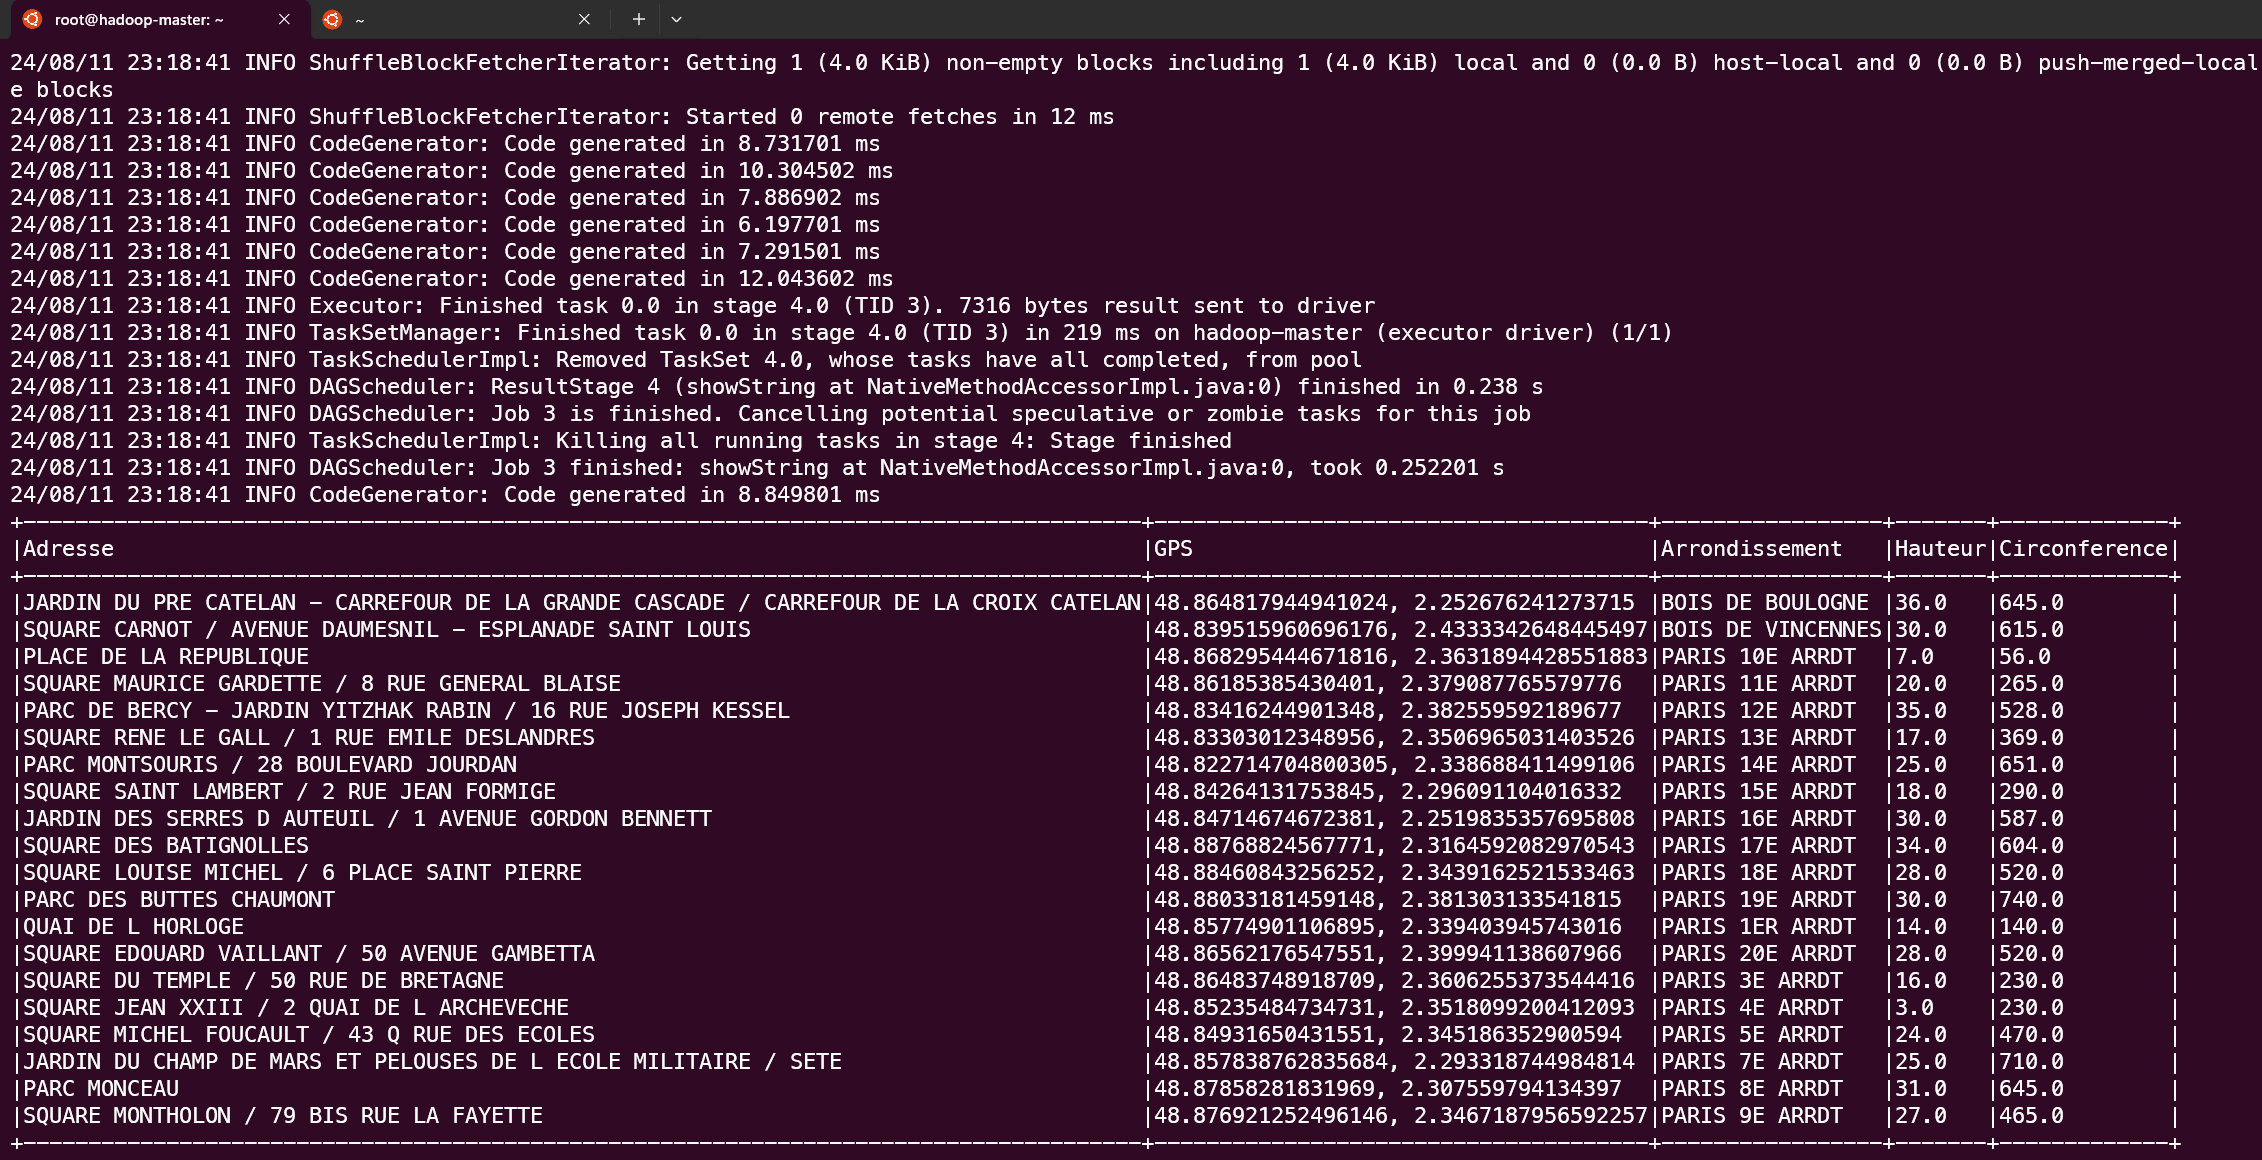 root@hadoop-master: ~
~
24/08/11 23:18:41 INFO ShuffleBlockFetcherIterator: Getting 1 (4.0 KiB) non-empty blocks including 1 (4.0 KiB) local and 0 (0.0 B) host-local and 0 (0.0 B) push-merged-local
e blocks
24/08/11 23:18:41 INFO ShuffleBlockFetcherIterator: Started 0 remote fetches in 12 ms
24/08/11 23:18:41 INFO CodeGenerator: Code generated in 8.731701 ms
24/08/11 23:18:41 INFO CodeGenerator: Code generated in 10.304502 ms
24/08/11 23:18:41 INFO CodeGenerator: Code generated in 7.886902 ms
24/08/11 23:18:41 INFO CodeGenerator: Code generated in 6.197701 ms
24/08/11 23:18:41 INFO CodeGenerator: Code generated in 7.291501 ms
24/08/11 23:18:41 INFO CodeGenerator: Code generated in 12.043602 ms
24/08/11 23:18:41 INFO Executor: Finished task 0.0 in stage 4.0 (TID 3). 7316 bytes result sent to driver
24/08/11 23:18:41 INFO TaskSetManager: Finished task 0.0 in stage 4.0 (TID 3) in 219 ms on hadoop-master (executor driver) (1/1)
24/08/11 23:18:41 INFO TaskSchedulerImpl: Removed TaskSet 4.0, whose tasks have all completed, from pool
24/08/11 23:18:41 INFO DAGScheduler: ResultStage 4 (showString at NativeMethodAccessorImpl.java:0) finished in 0.238 s
24/08/11 23:18:41 INFO DAGScheduler: Job 3 is finished. Cancelling potential speculative or zombie tasks for this job
24/08/11 23:18:41 INFO TaskSchedulerImpl: Killing all running tasks in stage 4: Stage finished
24/08/11 23:18:41 INFO DAGScheduler: Job 3 finished: showString at NativeMethodAccessorImpl.java:0, took 0.252201 s
24/08/11 23:18:41 INFO CodeGenerator: Code generated in 8.849801 ms
|Adresse |GPS |Arrondissement |Hauteur|Circonference|
|JARDIN DU PRE CATELAN - CARREFOUR DE LA GRANDE CASCADE / CARREFOUR DE LA CROIX CATELAN|48.864817944941024, 2.252676241273715 |BOIS DE BOULOGNE |36.0 |645.0 |
|SQUARE CARNOT / AVENUE DAUMESNIL - ESPLANADE SAINT LOUIS |48.839515960696176, 2.4333342648445497|BOIS DE VINCENNES|30.0 |615.0 |
|PLACE DE LA REPUBLIQUE |48.868295444671816, 2.3631894428551883|PARIS 10E ARRDT |7.0 |56.0 |
|SQUARE MAURICE GARDETTE / 8 RUE GENERAL BLAISE |48.86185385430401, 2.379087765579776 |PARIS 11E ARRDT |20.0 |265.0 |
|PARC DE BERCY - JARDIN YITZHAK RABIN / 16 RUE JOSEPH KESSEL |48.83416244901348, 2.382559592189677 |PARIS 12E ARRDT |35.0 |528.0 |
|SQUARE RENE LE GALL / 1 RUE EMILE DESLANDRES |48.83303012348956, 2.3506965031403526 |PARIS 13E ARRDT |17.0 |369.0 |
|PARC MONTSOURIS / 28 BOULEVARD JOURDAN |48.822714704800305, 2.338688411499106 |PARIS 14E ARRDT |25.0 |651.0 |
|SQUARE SAINT LAMBERT / 2 RUE JEAN FORMIGE |48.84264131753845, 2.296091104016332 |PARIS 15E ARRDT |18.0 |290.0 |
|JARDIN DES SERRES D AUTEUIL / 1 AVENUE GORDON BENNETT |48.84714674672381, 2.2519835357695808 |PARIS 16E ARRDT |30.0 |587.0 |
|SQUARE DES BATIGNOLLES |48.88768824567771, 2.3164592082970543 |PARIS 17E ARRDT |34.0 |604.0 |
|SQUARE LOUISE MICHEL / 6 PLACE SAINT PIERRE |48.88460843256252, 2.3439162521533463 |PARIS 18E ARRDT |28.0 |520.0 |
|PARC DES BUTTES CHAUMONT |48.88033181459148, 2.381303133541815 |PARIS 19E ARRDT |30.0 |740.0 |
|QUAI DE L HORLOGE |48.85774901106895, 2.339403945743016 |PARIS 1ER ARRDT |14.0 |140.0 |
|SQUARE EDOUARD VAILLANT / 50 AVENUE GAMBETTA |48.86562176547551, 2.399941138607966 |PARIS 20E ARRDT |28.0 |520.0 |
|SQUARE DU TEMPLE / 50 RUE DE BRETAGNE |48.86483748918709, 2.3606255373544416 |PARIS 3E ARRDT |16.0 |230.0 |
|SQUARE JEAN XXIII / 2 QUAI DE L ARCHEVECHE |48.85235484734731, 2.3518099200412093 |PARIS 4E ARRDT |3.0 |230.0 |
|SQUARE MICHEL FOUCAULT / 43 Q RUE DES ECOLES |48.84931650431551, 2.345186352900594 |PARIS 5E ARRDT |24.0 |470.0 |
|JARDIN DU CHAMP DE MARS ET PELOUSES DE L ECOLE MILITAIRE / SETE |48.857838762835684, 2.293318744984814 |PARIS 7E ARRDT |25.0 |710.0 |
|PARC MONCEAU |48.87858281831969, 2.307559794134397 |PARIS 8E ARRDT |31.0 |645.0 |
|SQUARE MONTHOLON / 79 BIS RUE LA FAYETTE |48.876921252496146, 2.3467187956592257|PARIS 9E ARRDT |27.0 |465.0 |